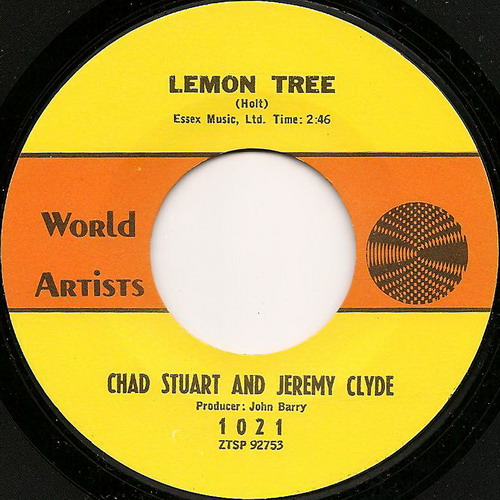 LEMON TREE
(Holt)
Essex Music, Ltd. Time: 2:46
World
Artists
CHAD STUART AND JEREMY CLYDE
Producer: John Barry
1021
ZTSP 92753